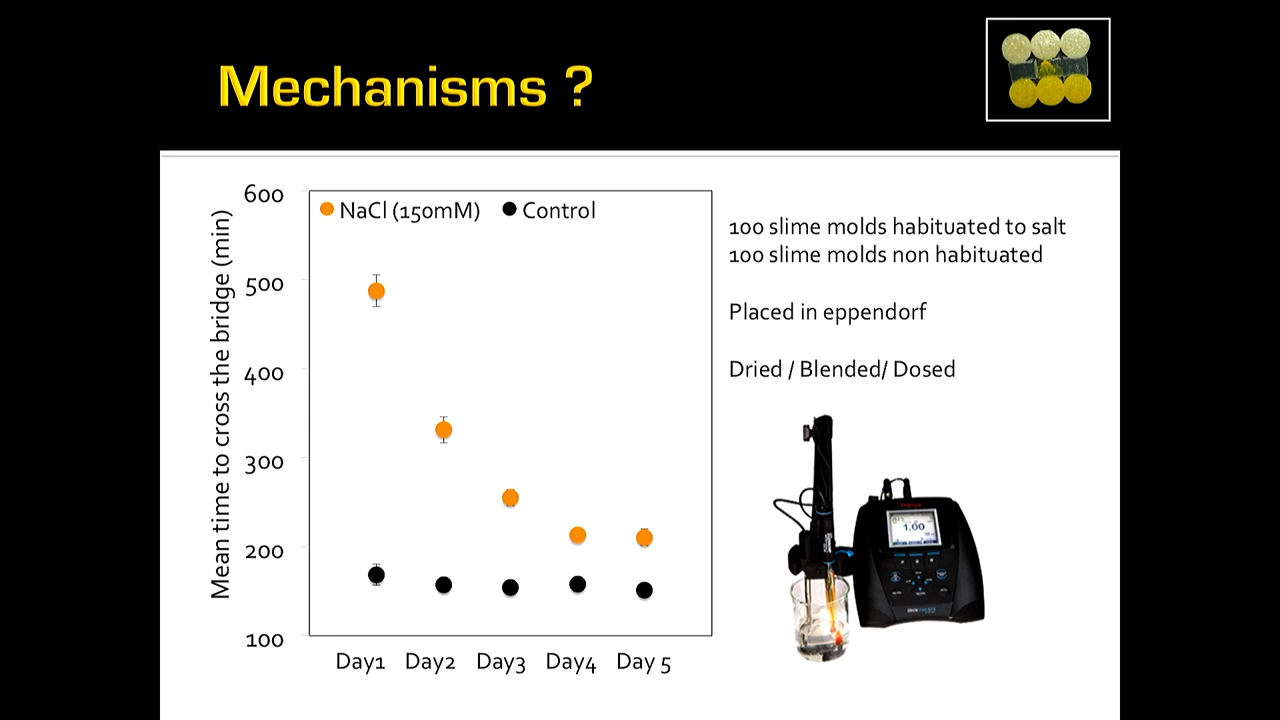 Mechanisms ?
600
500
400
300
200
100
Mean time to cross the bridge (min)
NaCl (150mM)
Control
Day1 Day2 Day3 Day4 Day 5
100 slime molds habituated to salt
100 slime molds non habituated
Placed in eppendorf
Dried / Blended/ Dosed
1.00